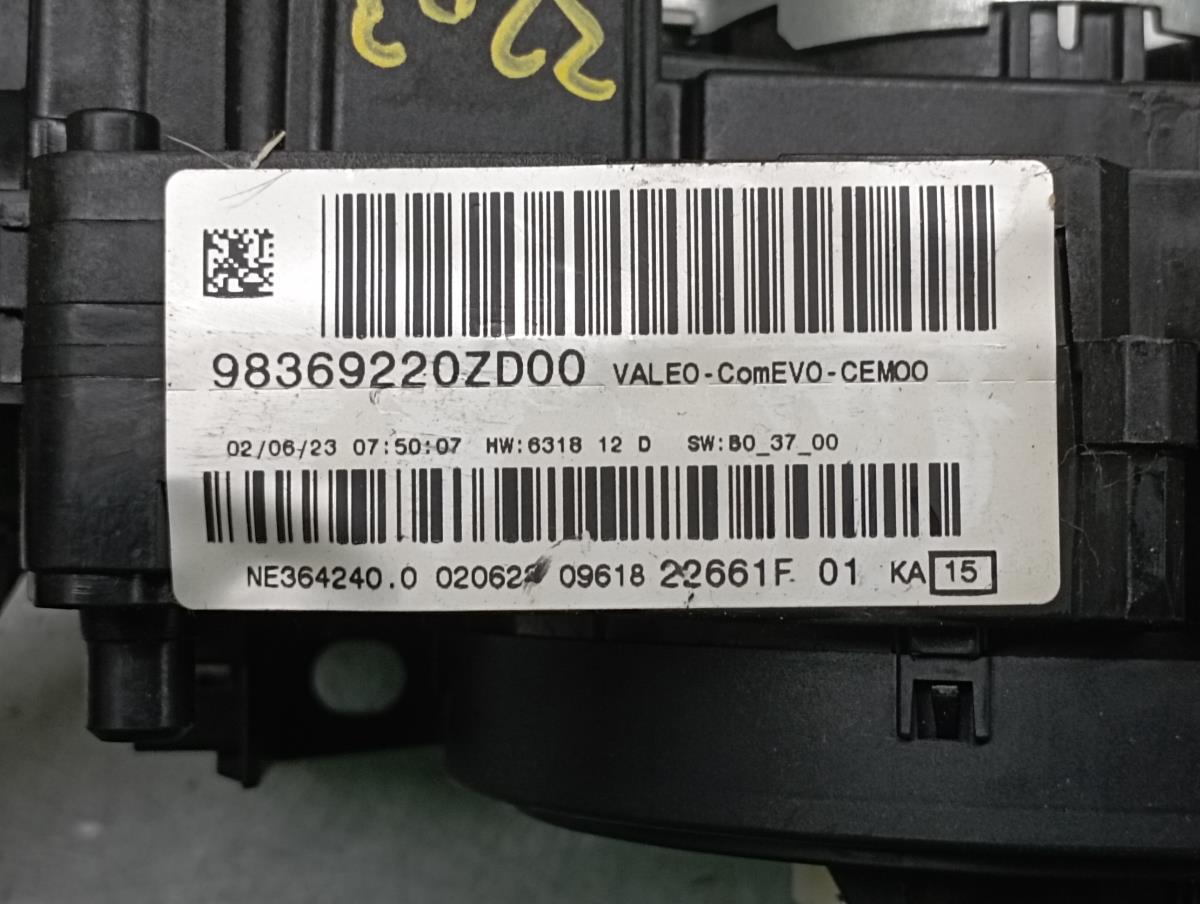 98369220ZD00 VALEO-ComEVO-CEM00
02/06/23 07:50:07 HW:6318 12 D SW:B0_37_00
NE364240.0 09618 22661F 01 KA 15